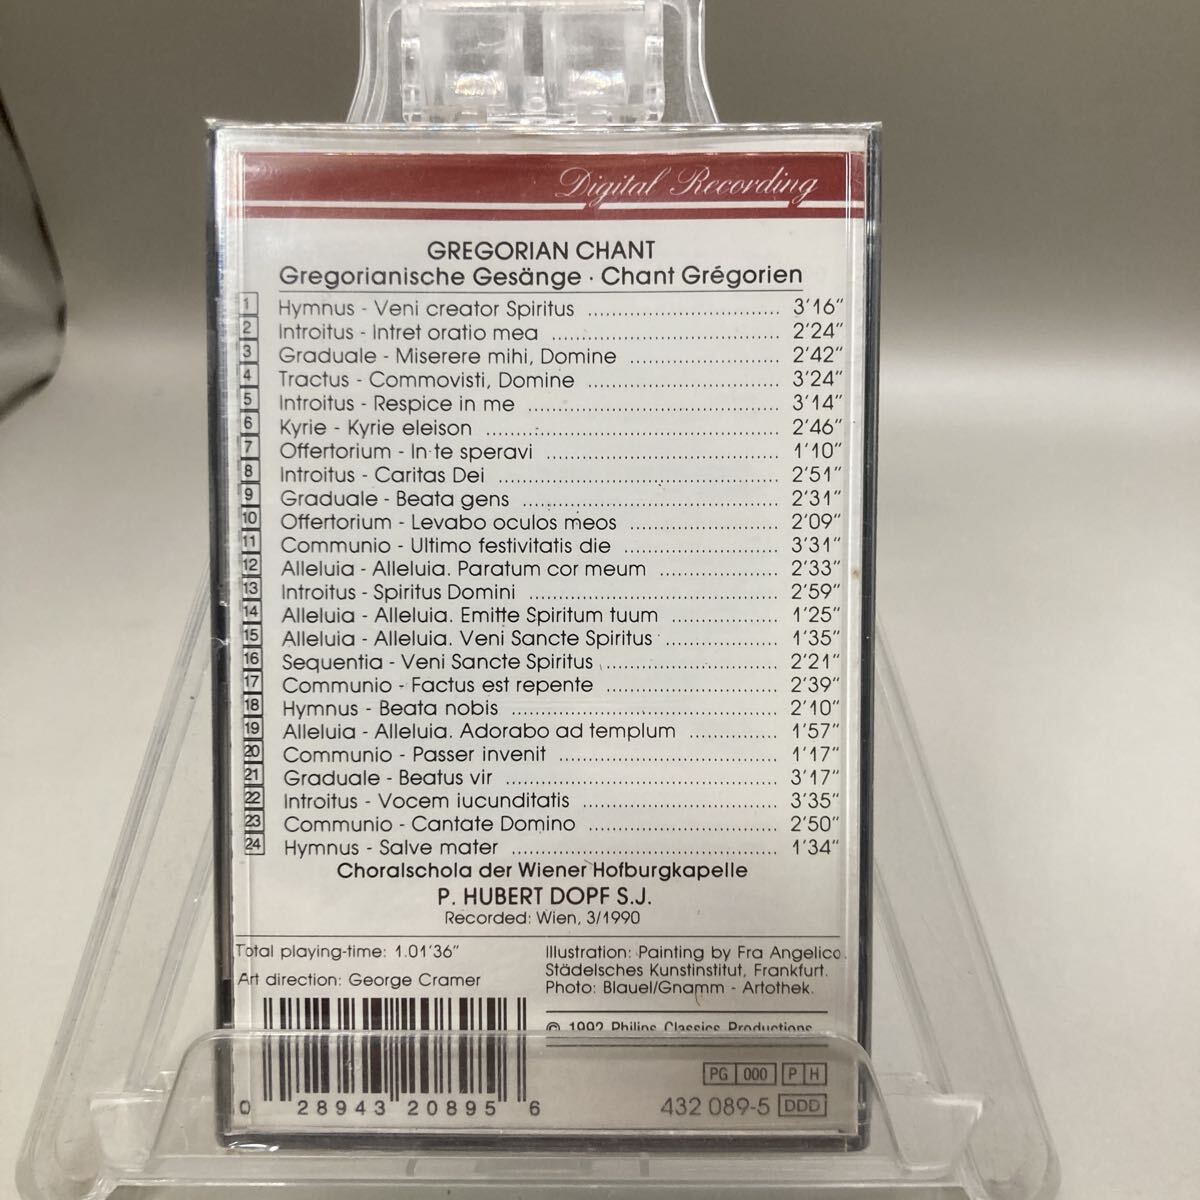 Digital Recording
GREGORIAN CHANT
Gregorianische Gesänge · Chant Grégorien
1 Hymnus - Veni creator Spiritus ................................ 3'16"
2 Introitus - Intret oratio mea ...................................... 2'24"
3 Graduale - Miserere mihi, Domine ......................... 2'42"
4 Tractus - Commovisti, Domine ................................ 3'24"
5 Introitus - Respice in me .......................................... 3'14"
6 Kyrie - Kyrie eleison ................................................. 2'46"
7 Offertorium - In te speravi ....................................... 1'10"
8 Introitus - Caritas Dei ............................................... 2'51"
9 Graduale - Beata gens ........................................... 2'31"
10 Offertorium - Levabo oculos meos ......................... 2'09"
11 Communio - Ultimo festivitatis die .......................... 3'31"
12 Alleluia - Alleluia. Paratum cor meum .................... 2'33"
13 Introitus - Spiritus Domini .......................................... 2'59"
14 Alleluia - Alleluia. Emitte Spiritum tuum .................. 1'25"
15 Alleluia - Alleluia. Veni Sancte Spiritus ................... 1'35"
16 Sequentia - Veni Sancte Spiritus ............................. 2'21"
17 Communio - Factus est repente ............................. 2'39"
18 Hymnus - Beata nobis ............................................. 2'10"
19 Alleluia - Alleluia. Adorabo ad templum ............... 1'57"
20 Communio - Passer invenit ..................................... 1'17"
21 Graduale - Beatus vir .............................................. 3'17"
22 Introitus - Vocem iucunditatis ................................. 3'35"
23 Communio - Cantate Domino ................................ 2'50"
24 Hymnus - Salve mater ............................................. 1'34"
Choralschola der Wiener Hofburgkapelle
P. HUBERT DOPF S.J.
Recorded: Wien, 3/1990
Total playing-time: 1.01'36"
Art direction: George Cramer
Illustration: Painting by Fra Angelico.
Städelsches Kunstinstitut, Frankfurt.
Photo: Blauel/Gnamm - Artothek.
© 1992 Philips Classics Productions
PG 000 P H
0 28943 20895 6
432 089-5 DDD